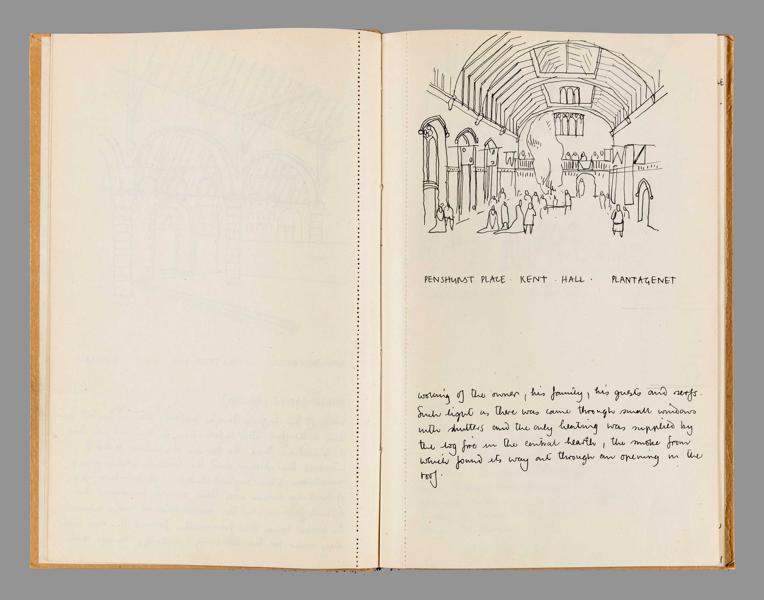 PENSHURST PLACE · KENT · HALL · PLANTAGENET
working of the owner, his family, his guests and serfs.
Such light as there was came through small windows
with shutters and the only heating was supplied by
the log fire in the central hearth, the smoke from
which found its way out through an opening in the
roof.